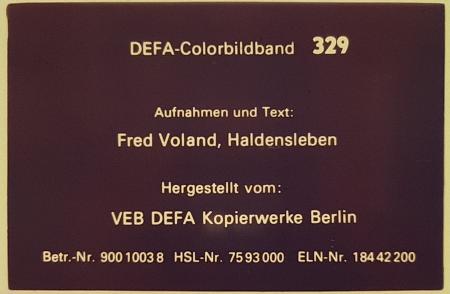 DEFA-Colorbildband 329
Aufnahmen und Text:
Fred Voland, Haldensleben
Hergestellt vom:
VEB DEFA Kopierwerke Berlin
Betr.-Nr. 900 1003 8 HSL-Nr. 75 93 000 ELN-Nr. 184 42 200